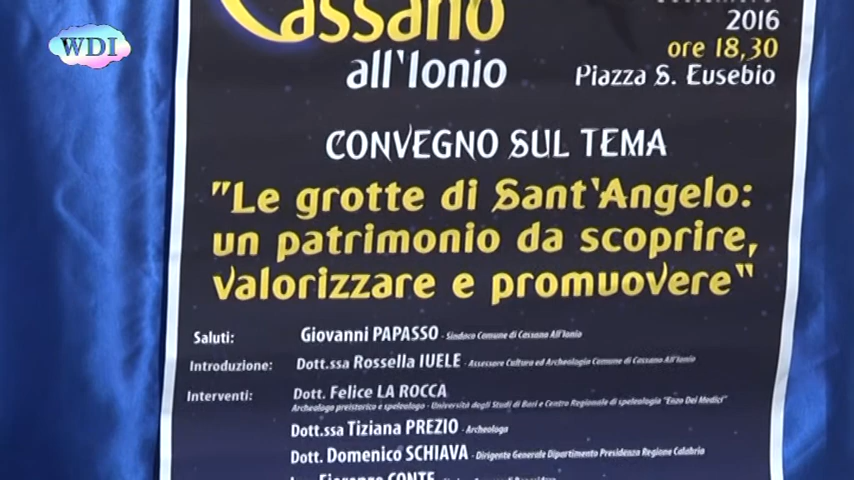 WDI
Cassano
all'Ionio
2016
ore 18,30
Piazza S. Eusebio
CONVEGNO SUL TEMA
"Le grotte di Sant'Angelo:
un patrimonio da scoprire,
valorizzare e promuovere"
Saluti: Giovanni PAPASSO - Sindaco Comune di Cassano All'Ionio
Introduzione: Dott.ssa Rossella IUELE - Assessore Cultura ed Archeologia Comune di Cassano All'Ionio
Interventi: Dott. Felice LA ROCCA
Archeologo preistorico e speleologo - Università degli Studi di Bari e Centro Regionale di speleologia "Enzo Dei Medici"
Dott.ssa Tiziana PREZIO - Archeologa
Dott. Domenico SCHIAVA - Dirigente Generale Dipartimento Presidenza Regione Calabria
Fiorenzo CONTE